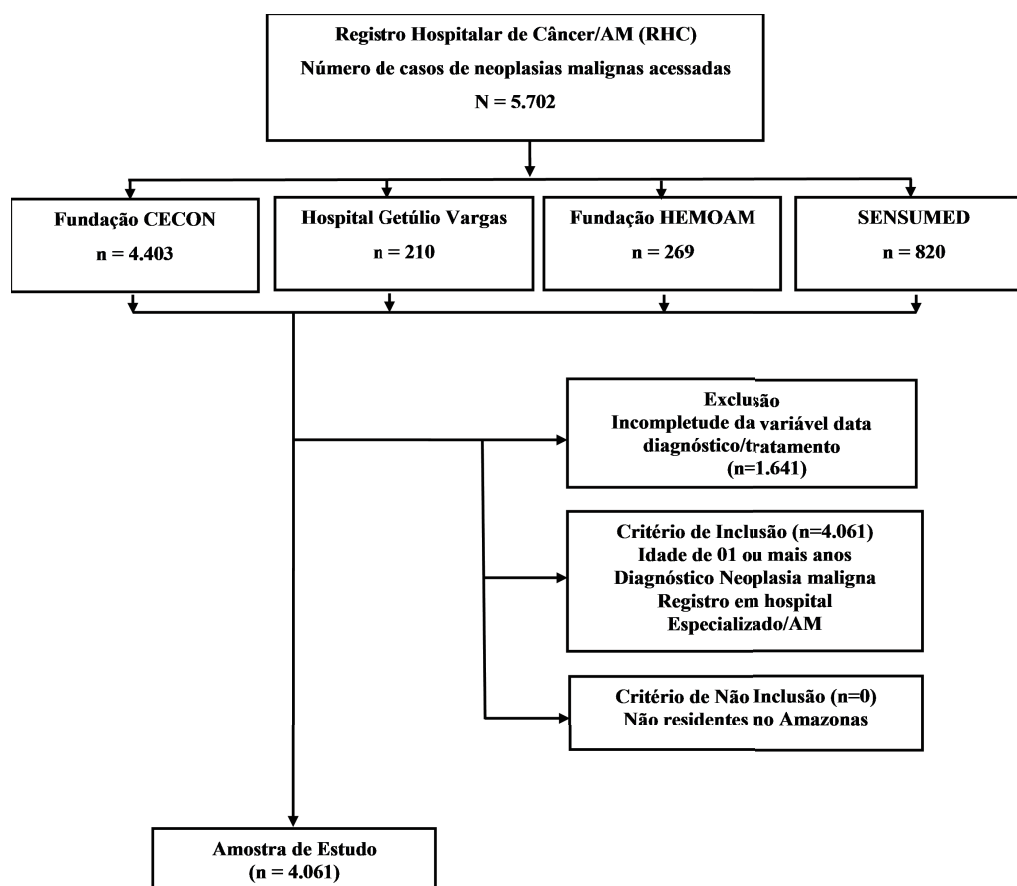 Registro Hospitalar de Câncer/AM (RHC)
Número de casos de neoplasias malignas acessadas
N = 5.702
Fundação CECON
n = 4.403
Hospital Getúlio Vargas
n = 210
Fundação HEMOAM
n = 269
SENSUMED
n = 820
Exclusão
Incompletude da variável data
diagnóstico/tratamento
(n=1.641)
Critério de Inclusão (n=4.061)
Idade de 01 ou mais anos
Diagnóstico Neoplasia maligna
Registro em hospital
Especializado/AM
Critério de Não Inclusão (n=0)
Não residentes no Amazonas
Amostra de Estudo
(n = 4.061)